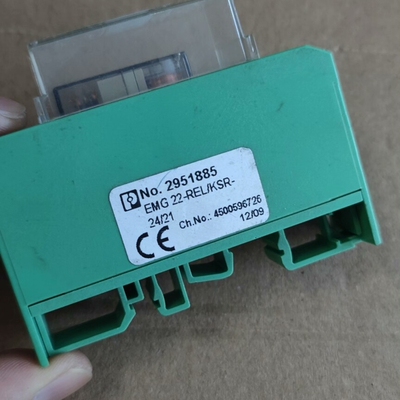 No. 2951885
EMG 22-REL/KSR-
24/21
Ch.No.: 4500596726
12/09
CE